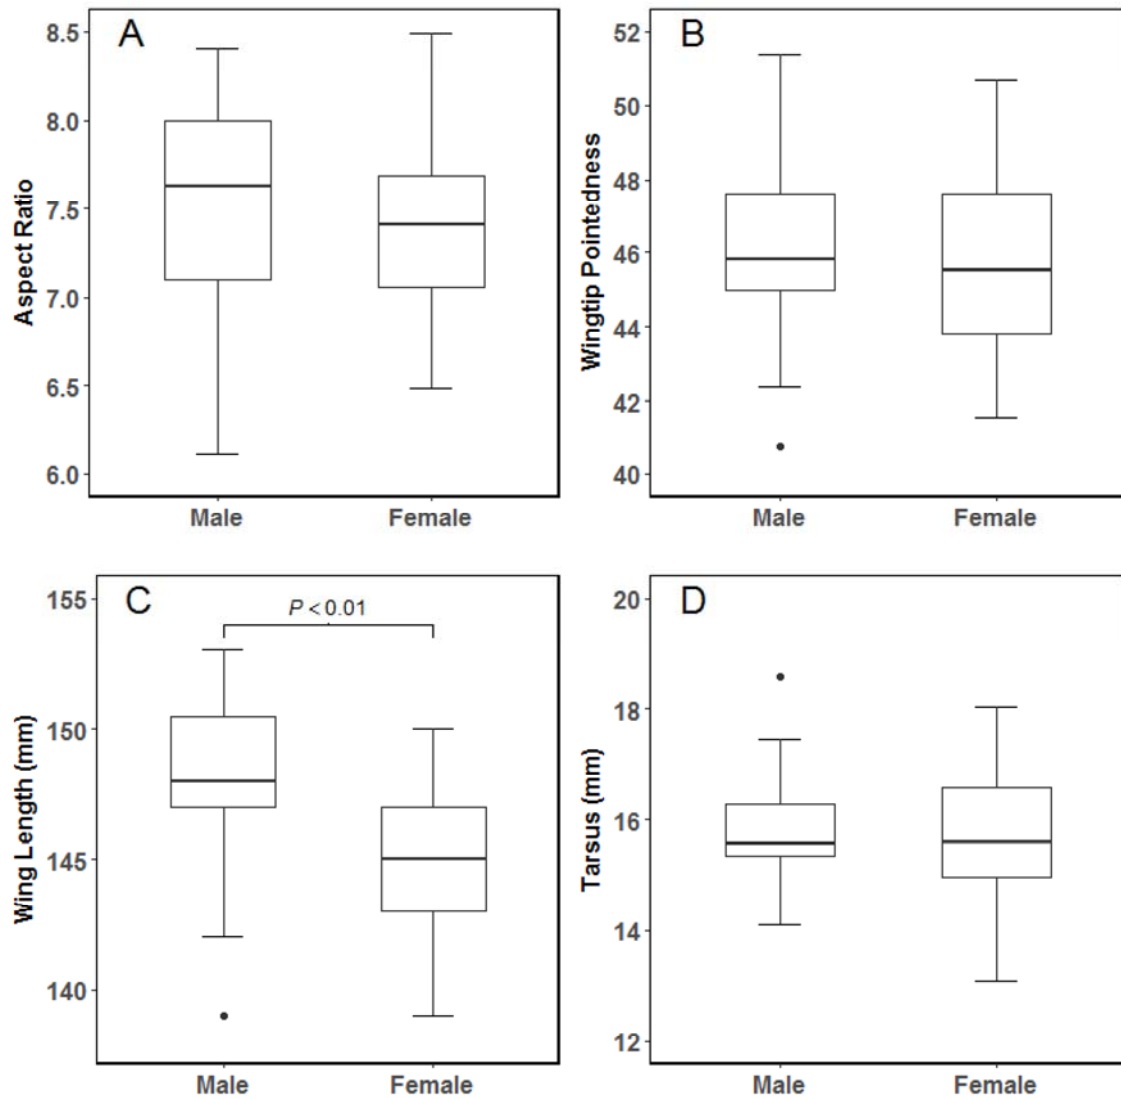 A
8.5
8.0
7.5
7.0
6.5
6.0
Aspect Ratio
Male Female
B
52
50
48
46
44
42
40
Wingtip Pointedness
Male Female
C
P < 0.01
155
150
145
140
Wing Length (mm)
Male Female
D
20
18
16
14
12
Tarsus (mm)
Male Female